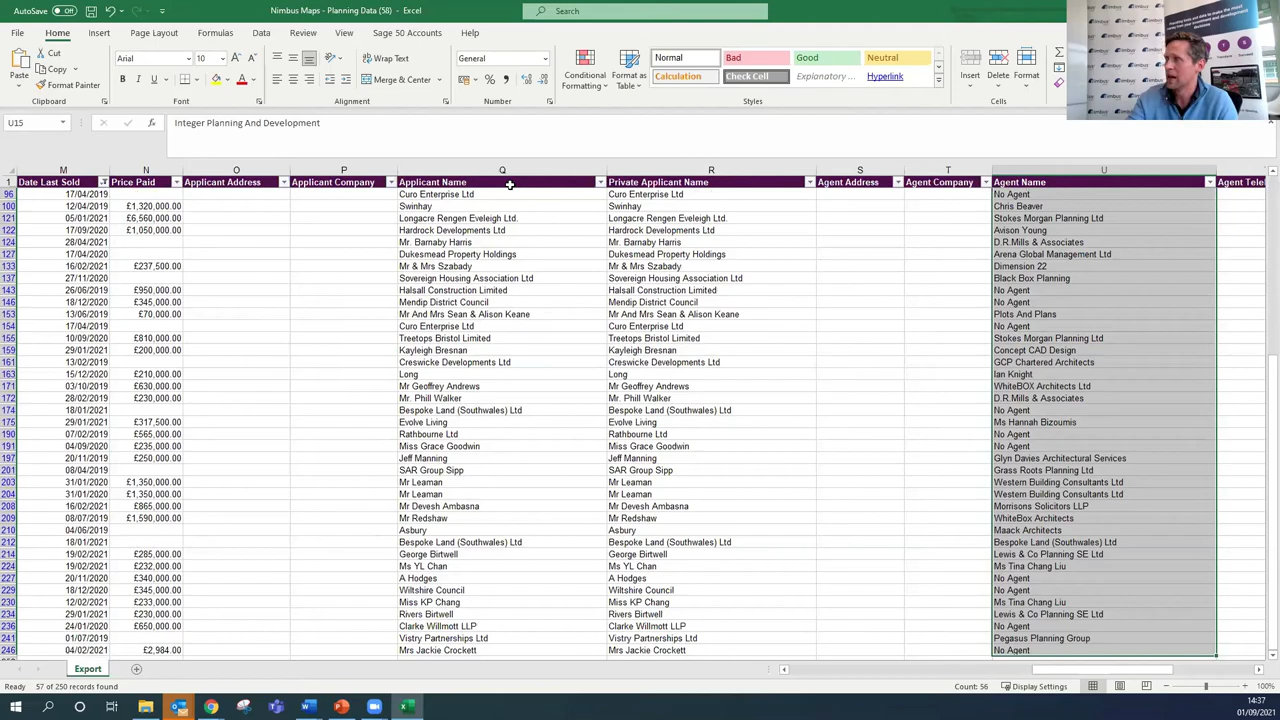 AutoSave Off
Nimbus Maps - Planning Data (58) - Excel
Search
nimbus
File Home Insert Page Layout Formulas Data Review View Sage 50 Accounts
Paste
Cut
Copy
Format Painter
Clipboard
Arial 10
B I U
Font
Wrap Text
Merge & Center
Alignment
General
Number
Conditional Formatting
Format as Table
Normal Bad Good Neutral
Calculation Check Cell Explanatory ... Hyperlink
Styles
Insert Delete Format
Cells
U15
fx
Integer Planning And Development
M N O P Q R S T U
1 Date Last Sold Price Paid Applicant Address Applicant Company Applicant Name Private Applicant Name Agent Address Agent Company Agent Name Agent Telep
96 17/04/2019 Curo Enterprise Ltd Curo Enterprise Ltd No Agent
100 12/04/2019 £1,320,000.00 Swinhay Swinhay Chris Beaver
121 05/01/2021 £6,560,000.00 Longacre Rengen Eveleigh Ltd. Longacre Rengen Eveleigh Ltd. Stokes Morgan Planning Ltd
122 17/09/2020 £1,050,000.00 Hardrock Developments Ltd Hardrock Developments Ltd Avison Young
124 28/04/2021 Mr. Barnaby Harris Mr. Barnaby Harris D.R.Mills & Associates
127 17/04/2020 Dukesmead Property Holdings Dukesmead Property Holdings Arena Global Management Ltd
133 16/02/2021 £237,500.00 Mr & Mrs Szabady Mr & Mrs Szabady Dimension 22
137 27/11/2020 Sovereign Housing Association Ltd Sovereign Housing Association Ltd Black Box Planning
143 26/06/2019 £950,000.00 Halsall Construction Limited Halsall Construction Limited No Agent
146 18/12/2020 £345,000.00 Mendip District Council Mendip District Council No Agent
153 13/06/2019 £70,000.00 Mr And Mrs Sean & Alison Keane Mr And Mrs Sean & Alison Keane Plots And Plans
154 17/04/2019 Curo Enterprise Ltd Curo Enterprise Ltd No Agent
155 10/09/2020 £810,000.00 Treetops Bristol Limited Treetops Bristol Limited Stokes Morgan Planning Ltd
159 29/01/2021 £200,000.00 Kayleigh Bresnan Kayleigh Bresnan Concept CAD Design
161 13/02/2019 Creswicke Developments Ltd Creswicke Developments Ltd GCP Chartered Architects
163 15/12/2020 £210,000.00 Long Long Ian Knight
171 03/10/2019 £630,000.00 Mr Geoffrey Andrews Mr Geoffrey Andrews WhiteBOX Architects Ltd
172 28/02/2019 £230,000.00 Mr. Phill Walker Mr. Phill Walker D.R.Mills & Associates
174 18/01/2021 Bespoke Land (Southwales) Ltd Bespoke Land (Southwales) Ltd No Agent
175 29/01/2021 £317,500.00 Evolve Living Evolve Living Ms Hannah Bizoumis
190 07/02/2019 £565,000.00 Rathbourne Ltd Rathbourne Ltd No Agent
191 04/09/2020 £235,000.00 Miss Grace Goodwin Miss Grace Goodwin No Agent
197 20/11/2019 £250,000.00 Jeff Manning Jeff Manning Glyn Davies Architectural Services
201 08/04/2019 SAR Group Sipp SAR Group Sipp Grass Roots Planning Ltd
203 31/01/2020 £1,350,000.00 Mr Leaman Mr Leaman Western Building Consultants Ltd
204 31/01/2020 £1,350,000.00 Mr Leaman Mr Leaman Western Building Consultants Ltd
208 16/02/2021 £865,000.00 Mr Devesh Ambasna Mr Devesh Ambasna Morrisons Solicitors LLP
209 08/07/2019 £1,590,000.00 Mr Redshaw Mr Redshaw WhiteBox Architects
210 04/06/2019 Asbury Asbury Maack Architects
212 18/01/2021 Bespoke Land (Southwales) Ltd Bespoke Land (Southwales) Ltd Bespoke Land (Southwales) Ltd
214 19/02/2021 £285,000.00 George Birtwell George Birtwell Lewis & Co Planning SE Ltd
224 19/02/2021 £232,000.00 Ms YL Chan Ms YL Chan Ms Tina Chang Liu
227 20/11/2020 £340,000.00 A Hodges A Hodges No Agent
229 18/12/2020 £345,000.00 Wiltshire Council Wiltshire Council No Agent
230 12/02/2021 £233,000.00 Miss KP Chang Miss KP Chang Ms Tina Chang Liu
234 29/01/2021 £230,000.00 Rivers Birtwell Rivers Birtwell Lewis & Co Planning SE Ltd
236 24/01/2020 £650,000.00 Clarke Willmott LLP Clarke Willmott LLP No Agent
241 01/07/2019 Vistry Partnerships Ltd Vistry Partnerships Ltd Pegasus Planning Group
246 04/02/2021 £2,984.00 Mrs Jackie Crockett Mrs Jackie Crockett No Agent
Export
Ready 57 of 250 records found Count: 56 Display Settings 100%
14:37
01/09/2021